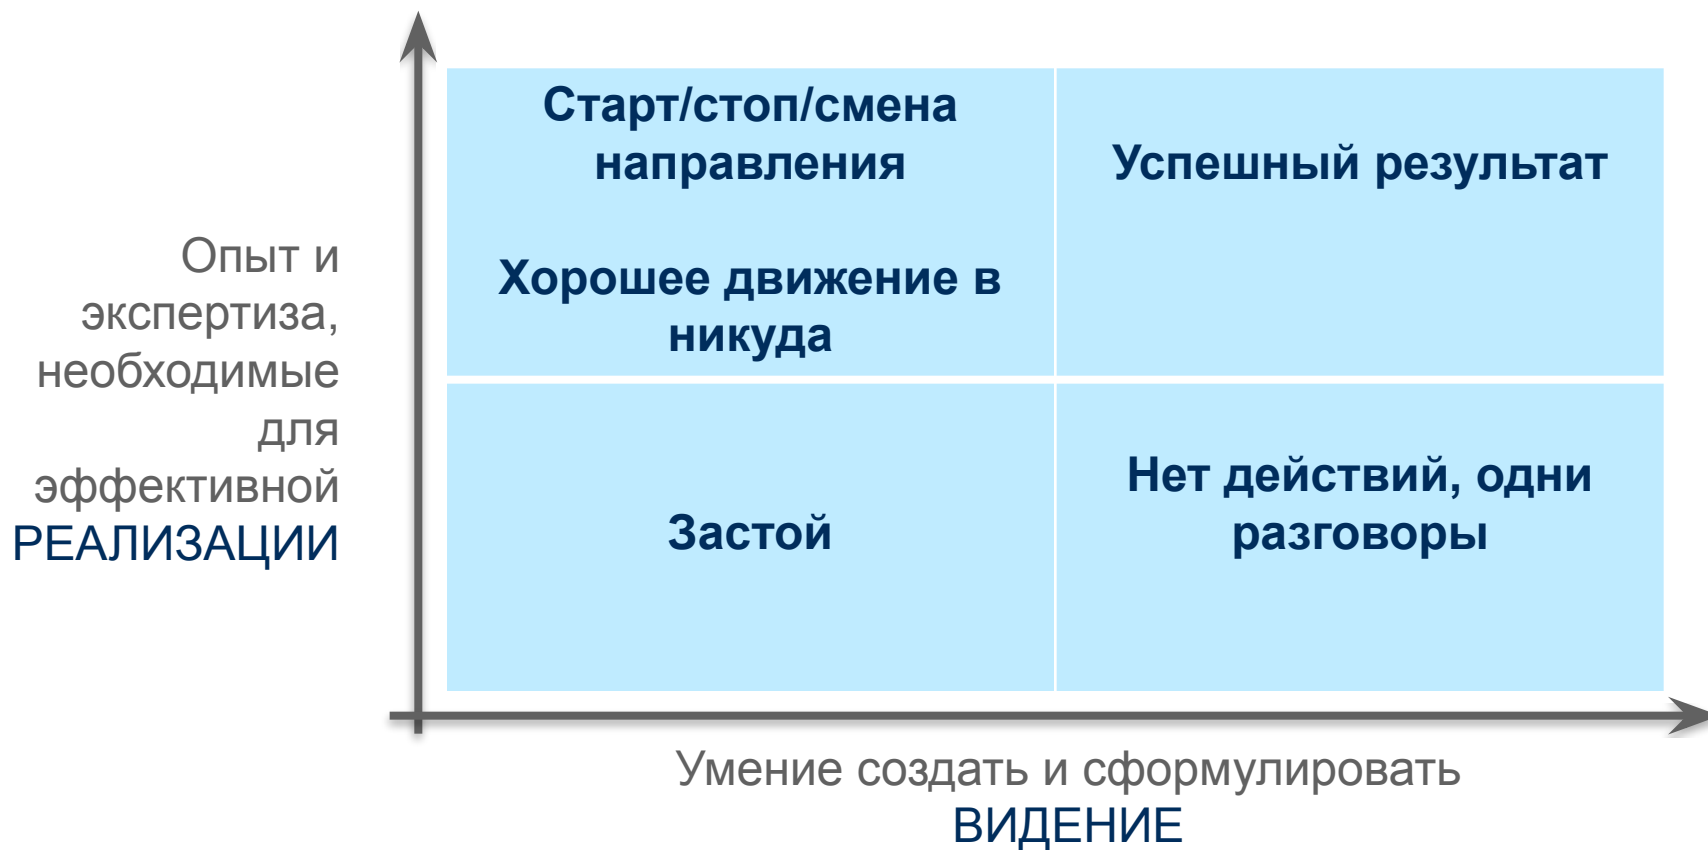 Старт/стоп/смена
направления
Хорошее движение в
никуда
Успешный результат
Опыт и
экспертиза,
необходимые
для
эффективной
РЕАЛИЗАЦИИ
Застой
Нет действий, одни
разговоры
Умение создать и сформулировать
ВИДЕНИЕ